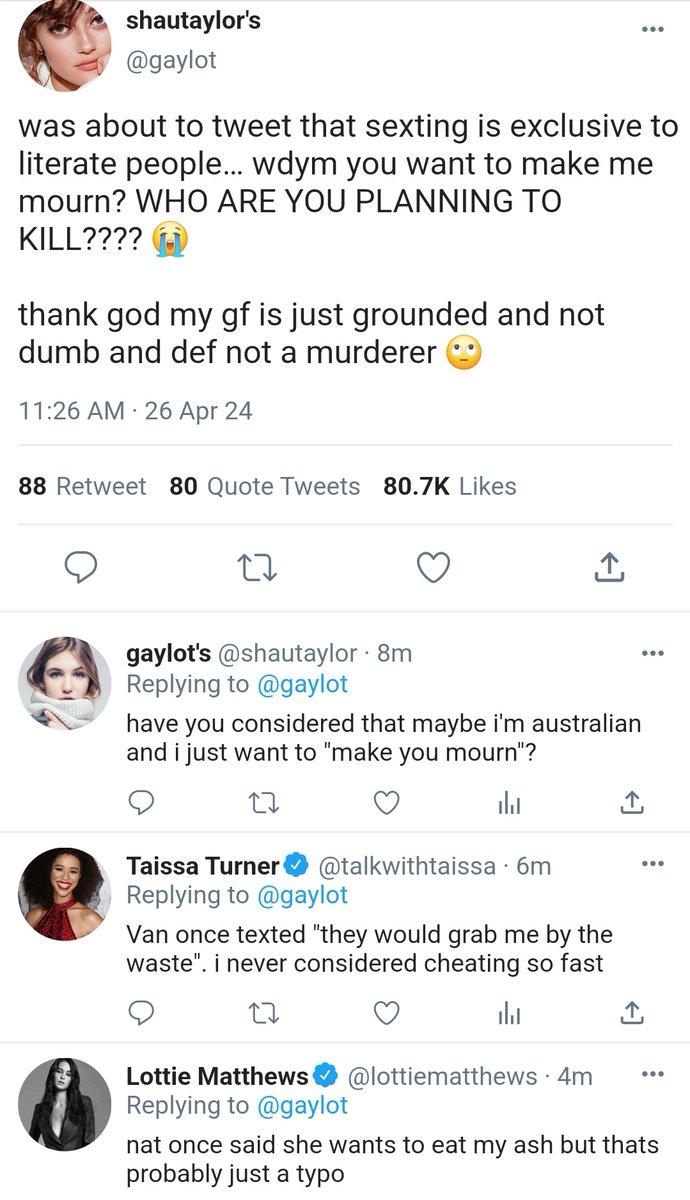 shautaylor's
@gaylot
was about to tweet that sexting is exclusive to
literate people... wdym you want to make me
mourn? WHO ARE YOU PLANNING TO
KILL???? 😭
thank god my gf is just grounded and not
dumb and def not a murderer 🙄
11:26 AM · 26 Apr 24
88 Retweet 80 Quote Tweets 80.7K Likes
gaylot's @shautaylor · 8m
Replying to @gaylot
have you considered that maybe i'm australian
and i just want to "make you mourn"?
Taissa Turner @talkwithtaissa · 6m
Replying to @gaylot
Van once texted "they would grab me by the
waste". i never considered cheating so fast
Lottie Matthews @lottiematthews · 4m
Replying to @gaylot
nat once said she wants to eat my ash but thats
probably just a typo